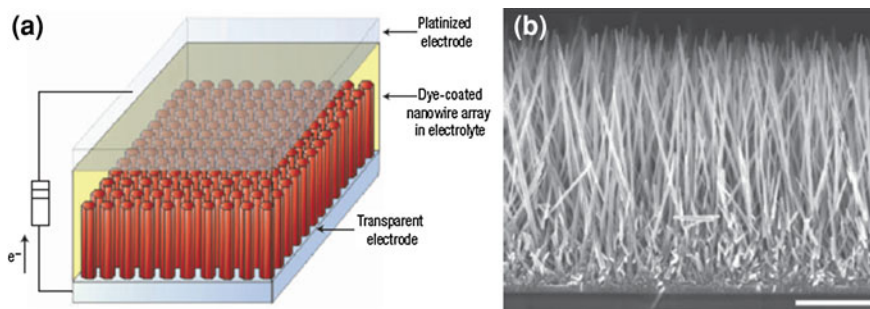 (a)
Platinized
electrode
Dye-coated
nanowire array
in electrolyte
Transparent
electrode
e−
(b)